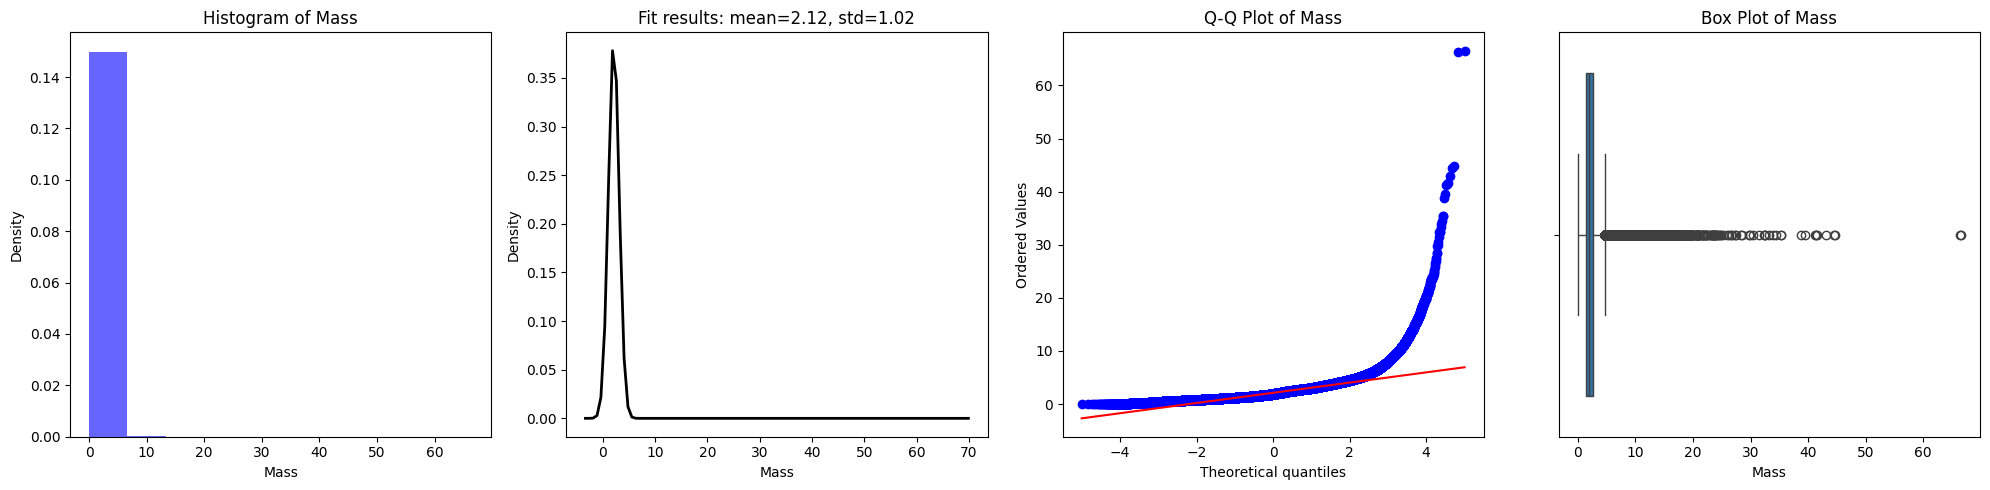 Histogram of Mass
Density
0.14
0.12
0.10
0.08
0.06
0.04
0.02
0.00
0 10 20 30 40 50 60
Mass
Fit results: mean=2.12, std=1.02
Density
0.35
0.30
0.25
0.20
0.15
0.10
0.05
0.00
0 10 20 30 40 50 60 70
Mass
Q-Q Plot of Mass
Ordered Values
60
50
40
30
20
10
0
−4 −2 0 2 4
Theoretical quantiles
Box Plot of Mass
0 10 20 30 40 50 60
Mass